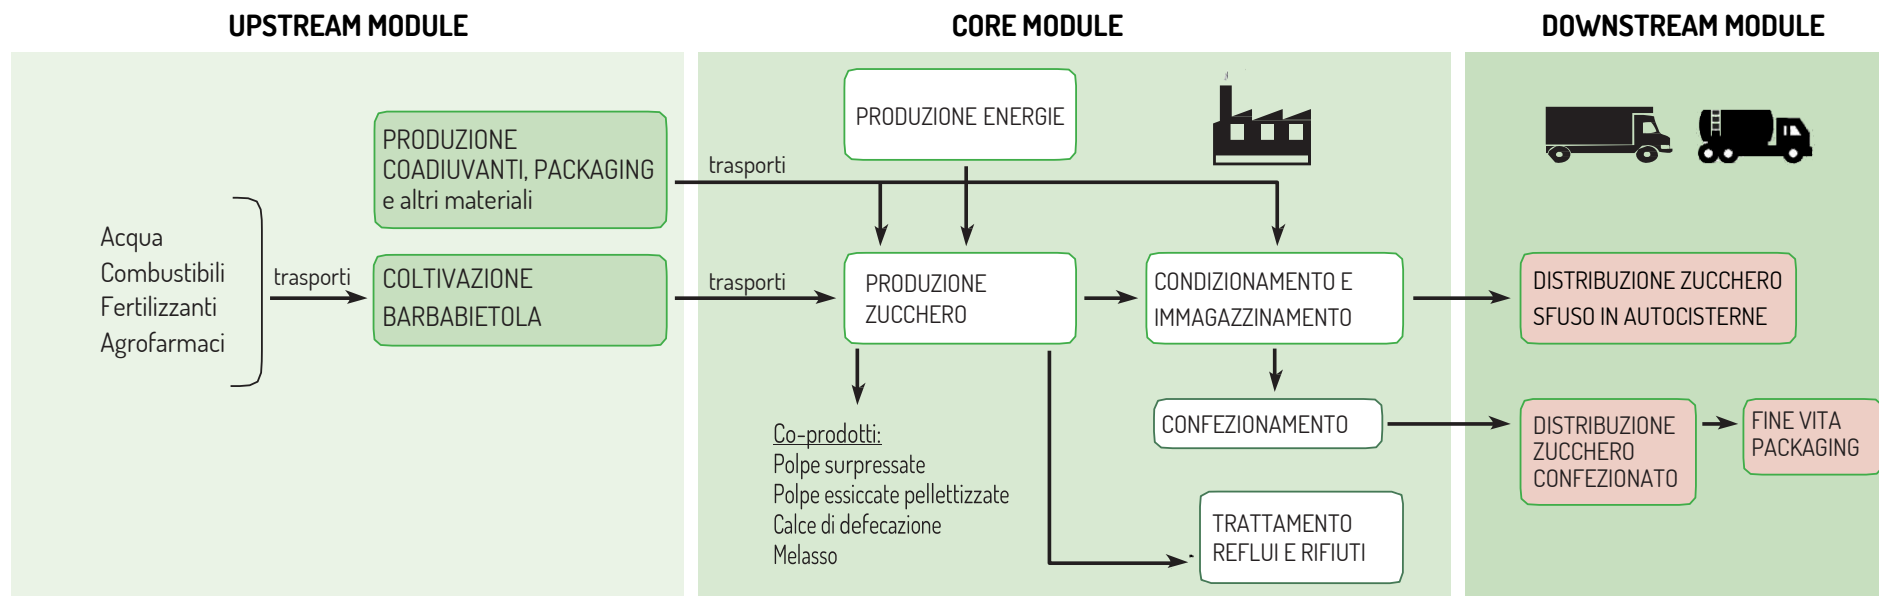 UPSTREAM MODULE
CORE MODULE
DOWNSTREAM MODULE
Acqua
Combustibili
Fertilizzanti
Agrofarmaci
trasporti
PRODUZIONE
COADIUVANTI, PACKAGING
e altri materiali
COLTIVAZIONE
BARBABIETOLA
trasporti
trasporti
PRODUZIONE ENERGIE
PRODUZIONE
ZUCCHERO
CONDIZIONAMENTO E
IMMAGAZZINAMENTO
Co-prodotti:
Polpe surpressate
Polpe essiccate pellettizzate
Calce di defecazione
Melasso
CONFEZIONAMENTO
TRATTAMENTO
REFLUI E RIFIUTI
DISTRIBUZIONE ZUCCHERO
SFUSO IN AUTOCISTERNE
DISTRIBUZIONE
ZUCCHERO
CONFEZIONATO
FINE VITA
PACKAGING